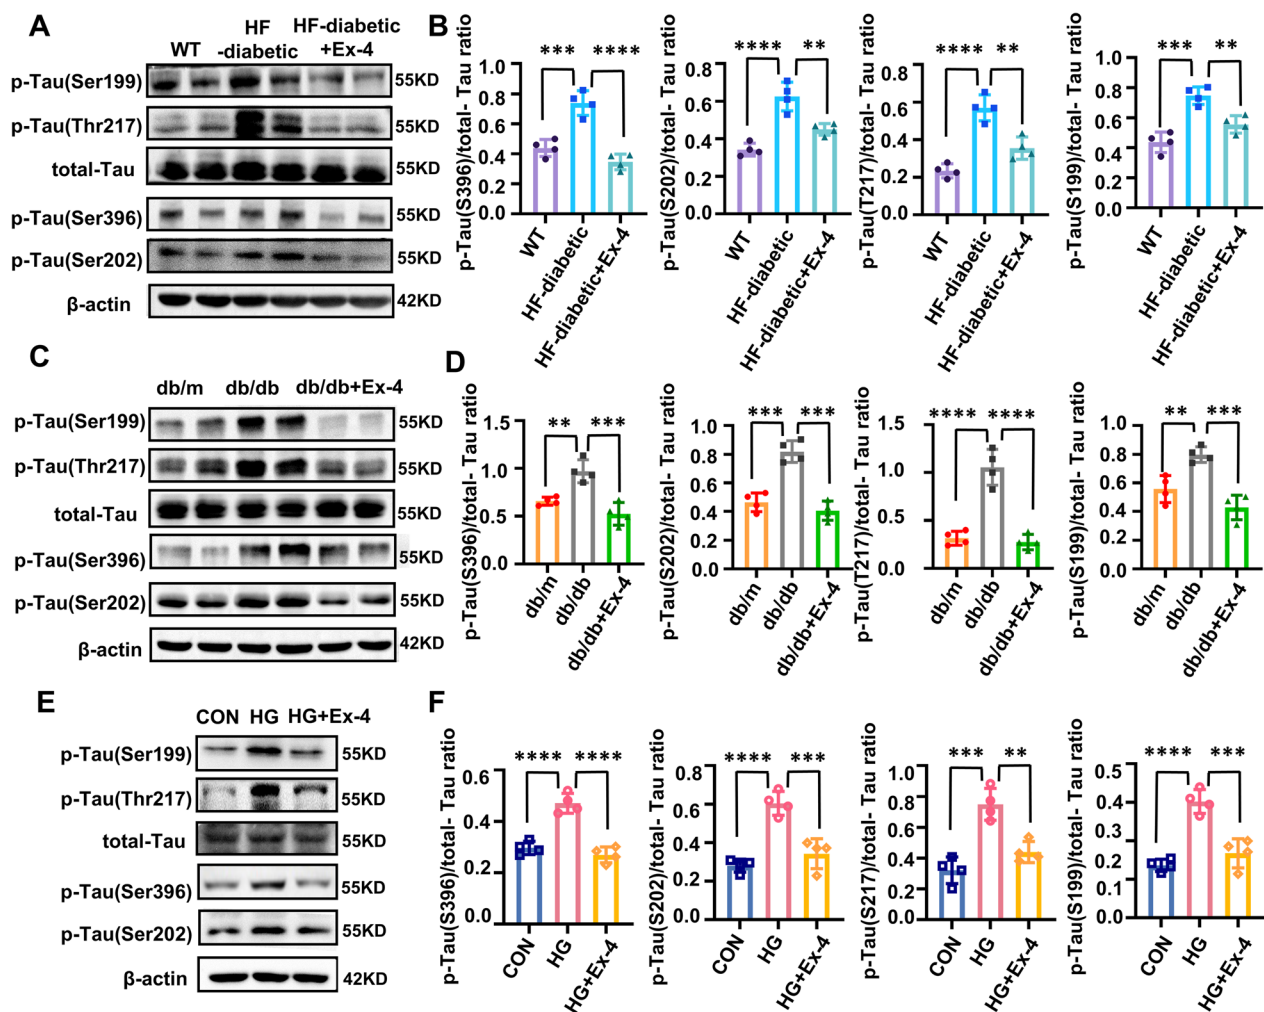 A
WT
HF
-diabetic
HF-diabetic
+Ex-4
p-Tau(Ser199)
55KD
p-Tau(Thr217)
55KD
total-Tau
55KD
p-Tau(Ser396)
55KD
p-Tau(Ser202)
55KD
β-actin
42KD
B
p-Tau(S396)/total- Tau ratio
*** ****
1.0
0.8
0.6
0.4
0.2
0.0
WT
HF-diabetic
HF-diabetic+Ex-4
p-Tau(S202)/total- Tau ratio
**** **
0.8
0.6
0.4
0.2
0.0
WT
HF-diabetic
HF-diabetic+Ex-4
p-Tau(T217)/total- Tau ratio
**** **
0.8
0.6
0.4
0.2
0.0
WT
HF-diabetic
HF-diabetic+Ex-4
p-Tau(S199)/total- Tau ratio
*** **
1.0
0.8
0.6
0.4
0.2
0.0
WT
HF-diabetic
HF-diabetic+Ex-4
C
db/m db/db db/db+Ex-4
p-Tau(Ser199)
55KD
p-Tau(Thr217)
55KD
total-Tau
55KD
p-Tau(Ser396)
55KD
p-Tau(Ser202)
55KD
β-actin
42KD
D
p-Tau(S396)/total- Tau ratio
** ***
1.5
1.0
0.5
0.0
db/m
db/db
db/db+Ex-4
p-Tau(S202)/total- Tau ratio
*** ***
1.0
0.8
0.6
0.4
0.2
0.0
db/m
db/db
db/db+Ex-4
p-Tau(T217)/total- Tau ratio
**** ****
1.5
1.0
0.5
0.0
db/m
db/db
db/db+Ex-4
p-Tau(S199)/total- Tau ratio
** ***
1.0
0.8
0.6
0.4
0.2
0.0
db/m
db/db
db/db+Ex-4
E
CON HG HG+Ex-4
p-Tau(Ser199)
55KD
p-Tau(Thr217)
55KD
total-Tau
55KD
p-Tau(Ser396)
55KD
p-Tau(Ser202)
55KD
β-actin
42KD
F
p-Tau(S396)/total- Tau ratio
**** ****
0.6
0.4
0.2
0.0
CON
HG
HG+Ex-4
p-Tau(S202)/total- Tau ratio
**** ***
0.8
0.6
0.4
0.2
0.0
CON
HG
HG+Ex-4
p-Tau(S217)/total- Tau ratio
*** **
1.0
0.8
0.6
0.4
0.2
0.0
CON
HG
HG+Ex-4
p-Tau(S199)/total- Tau ratio
**** ***
0.5
0.4
0.3
0.2
0.1
0.0
CON
HG
HG+Ex-4